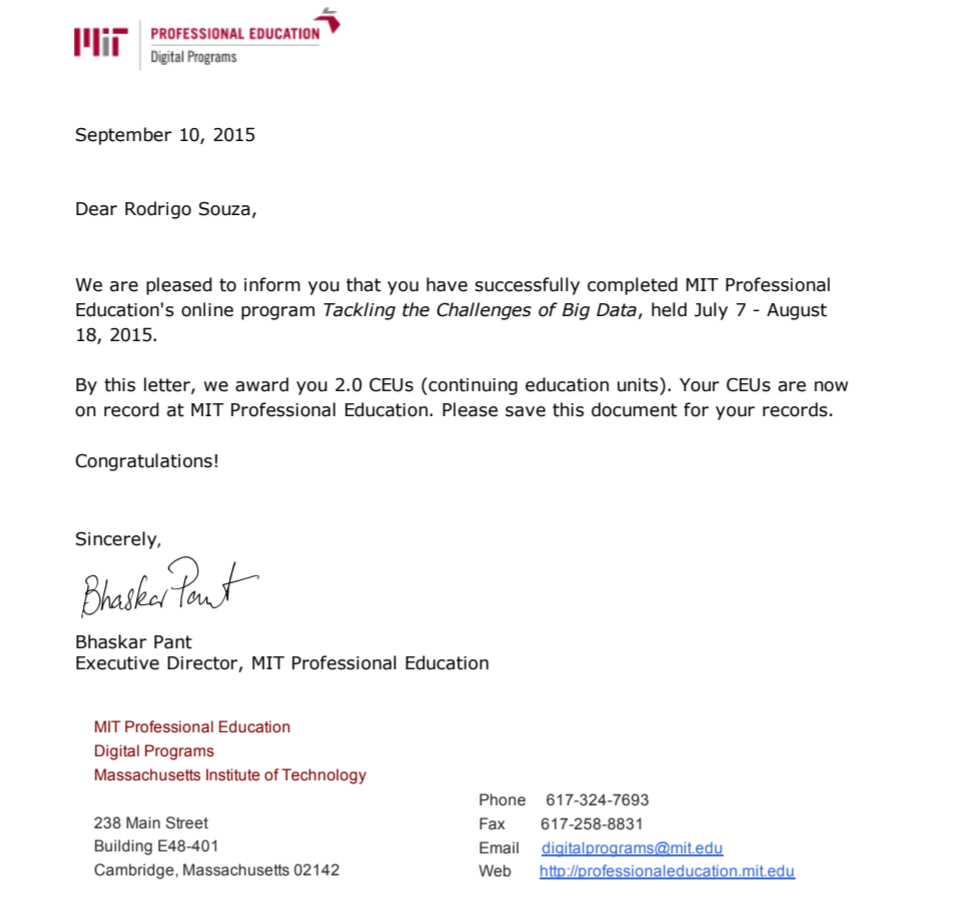 MIT PROFESSIONAL EDUCATION
Digital Programs
September 10, 2015
Dear Rodrigo Souza,
We are pleased to inform you that you have successfully completed MIT Professional
Education's online program Tackling the Challenges of Big Data, held July 7 - August
18, 2015.
By this letter, we award you 2.0 CEUs (continuing education units). Your CEUs are now
on record at MIT Professional Education. Please save this document for your records.
Congratulations!
Sincerely,
Bhaskar Pant
Bhaskar Pant
Executive Director, MIT Professional Education
MIT Professional Education
Digital Programs
Massachusetts Institute of Technology
238 Main Street
Building E48-401
Cambridge, Massachusetts 02142
Phone 617-324-7693
Fax 617-258-8831
Email digitalprograms@mit.edu
Web http://professionaleducation.mit.edu